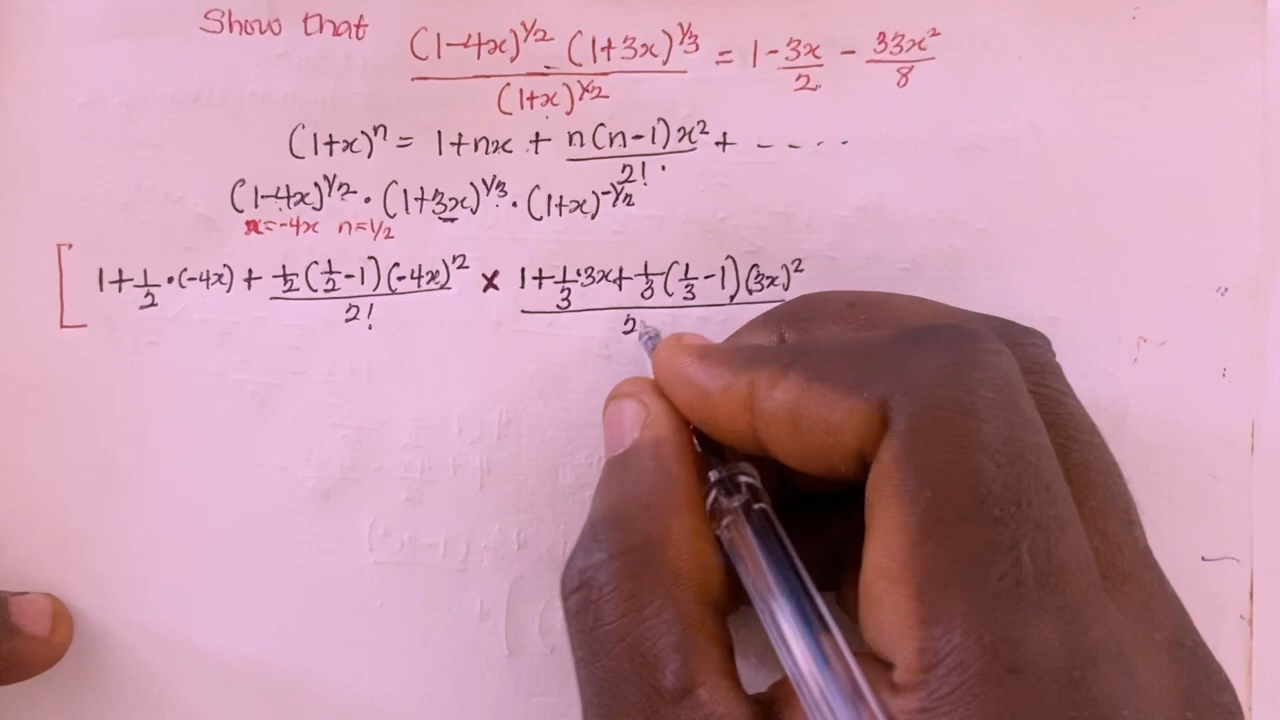 Show that (1-4x)^1/2 (1+3x)^1/3 / (1+x)^1/2 = 1 - 3x/2 - 33x²/8
(1+x)^n = 1+nx + n(n-1)x²/2! + - - - -
(1-4x)^1/2 · (1+3x)^1/3 · (1+x)^-1/2
x=-4x n=1/2
[ 1+1/2·(-4x) + 1/2(1/2-1)(-4x)^2/2! × 1+1/3·3x+1/3(1/3-1)(3x)²/2